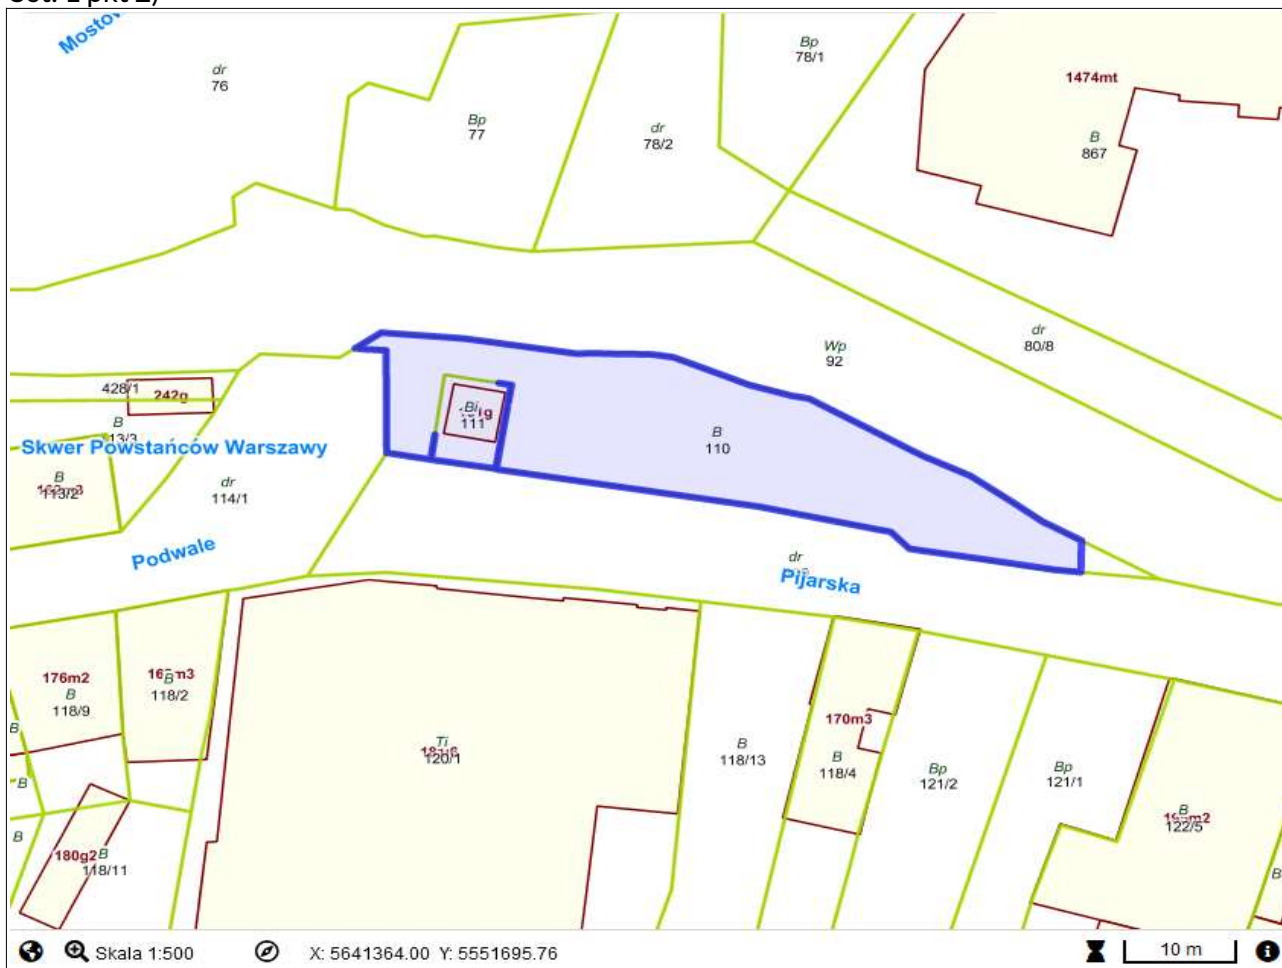 Mostow
dr
76
Bp
77
dr
78/2
Bp
78/1
1474mt
B
867
dr
80/8
Wp
92
428/1
242g
B
Skwer Powstańców Warszawy
B
113/2
dr
114/1
Podwale
Bi
111
B
110
dr
Pijarska
176m2
B
118/9
B
118/2
Ti
120/1
B
118/13
170m3
B
118/4
Bp
121/2
Bp
121/1
B
122/5
B
B
B
180g2
B
118/11
B
Skala 1:500
X: 5641364.00 Y: 5551695.76
10 m